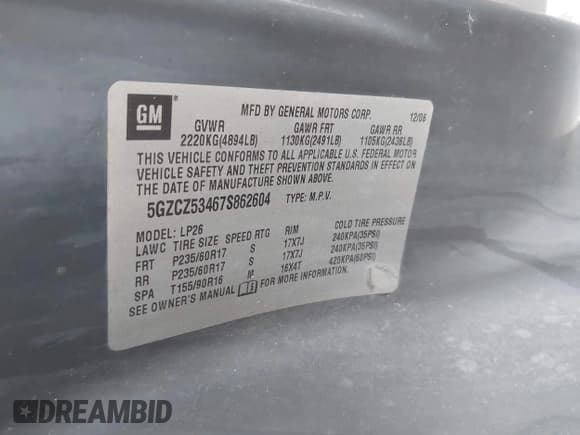 GM
MFD BY GENERAL MOTORS CORP. 12/06
GVWR GAWR FRT GAWR RR
2220KG(4894LB) 1130KG(2491LB) 1105KG(2436LB)
THIS VEHICLE CONFORMS TO ALL APPLICABLE U.S. FEDERAL MOTOR
VEHICLE SAFETY AND THEFT PREVENTION STANDARDS IN EFFECT ON
THE DATE OF MANUFACTURE SHOWN ABOVE.
5GZCZ53467S862604 TYPE: M.P.V.
MODEL: LP26
LAWC TIRE SIZE SPEED RTG RIM COLD TIRE PRESSURE
FRT P235/60R17 S 17X7J 240KPA(35PSI)
RR P235/60R17 S 17X7J 240KPA(35PSI)
SPA T155/90R16 M 16X4T 420KPA(60PSI)
SEE OWNER'S MANUAL FOR MORE INFORMATION.
DREAMBID